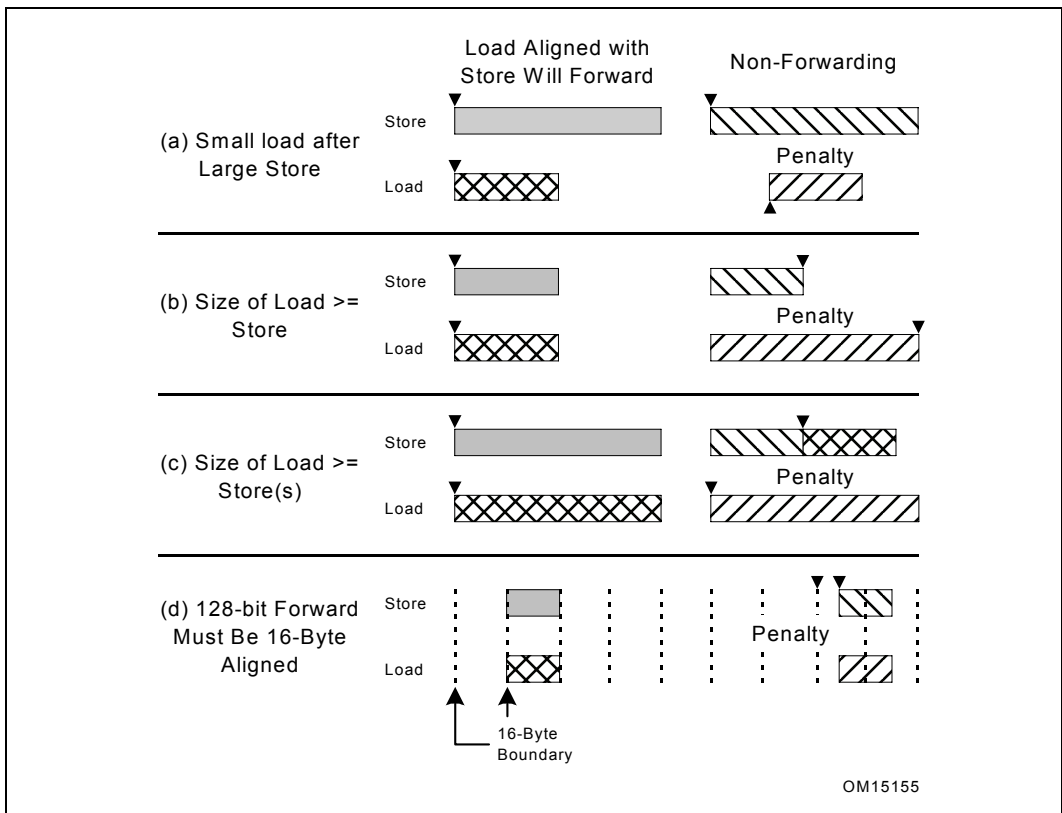 Load Aligned with
Store Will Forward
Non-Forwarding
(a) Small load after
Large Store
Store
Load
Penalty
(b) Size of Load >=
Store
Store
Load
Penalty
(c) Size of Load >=
Store(s)
Store
Load
Penalty
(d) 128-bit Forward
Must Be 16-Byte
Aligned
Store
Load
Penalty
16-Byte
Boundary
OM15155